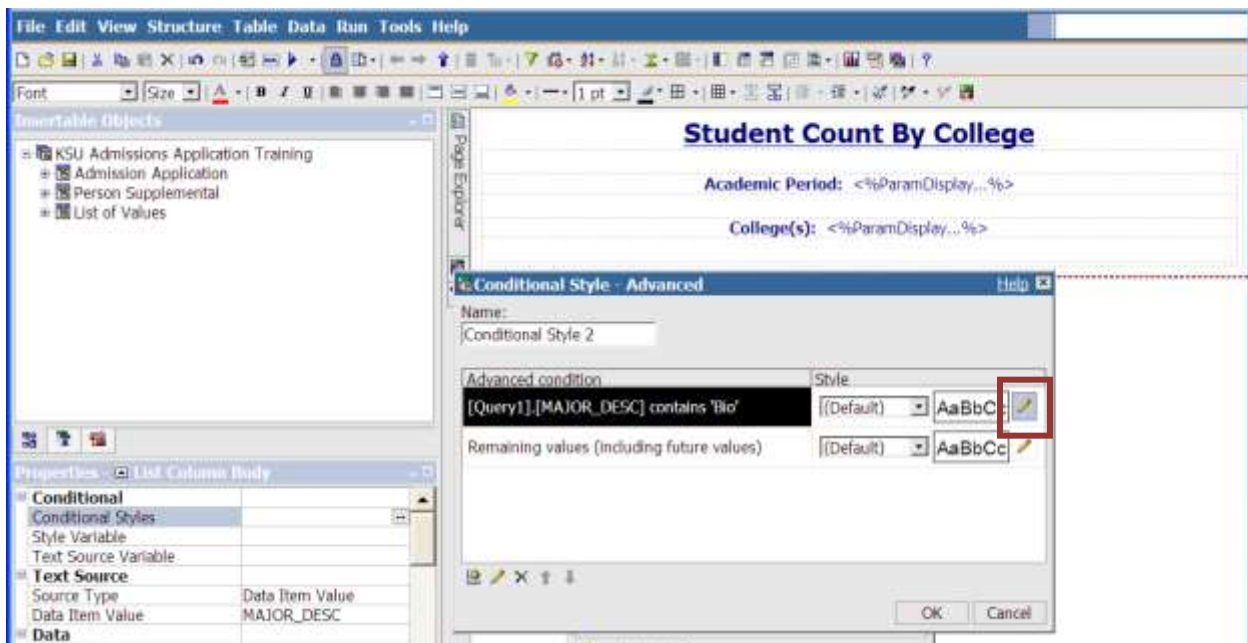 File Edit View Structure Table Data Run Tools Help
Font Size 1 pt
Insertable Objects
KSU Admissions Application Training
Admission Application
Person Supplemental
List of Values
Page Explorer
Student Count By College
Academic Period: <%ParamDisplay...%>
College(s): <%ParamDisplay...%>
Conditional Style - Advanced Help
Name:
Conditional Style 2
Advanced condition Style
[Query1].[MAJOR_DESC] contains 'Bio' (Default) AaBbCc
Remaining values (including future values) (Default) AaBbCc
OK Cancel
Properties - List Column Body
Conditional
Conditional Styles
Style Variable
Text Source Variable
Text Source
Source Type Data Item Value
Data Item Value MAJOR_DESC
Data